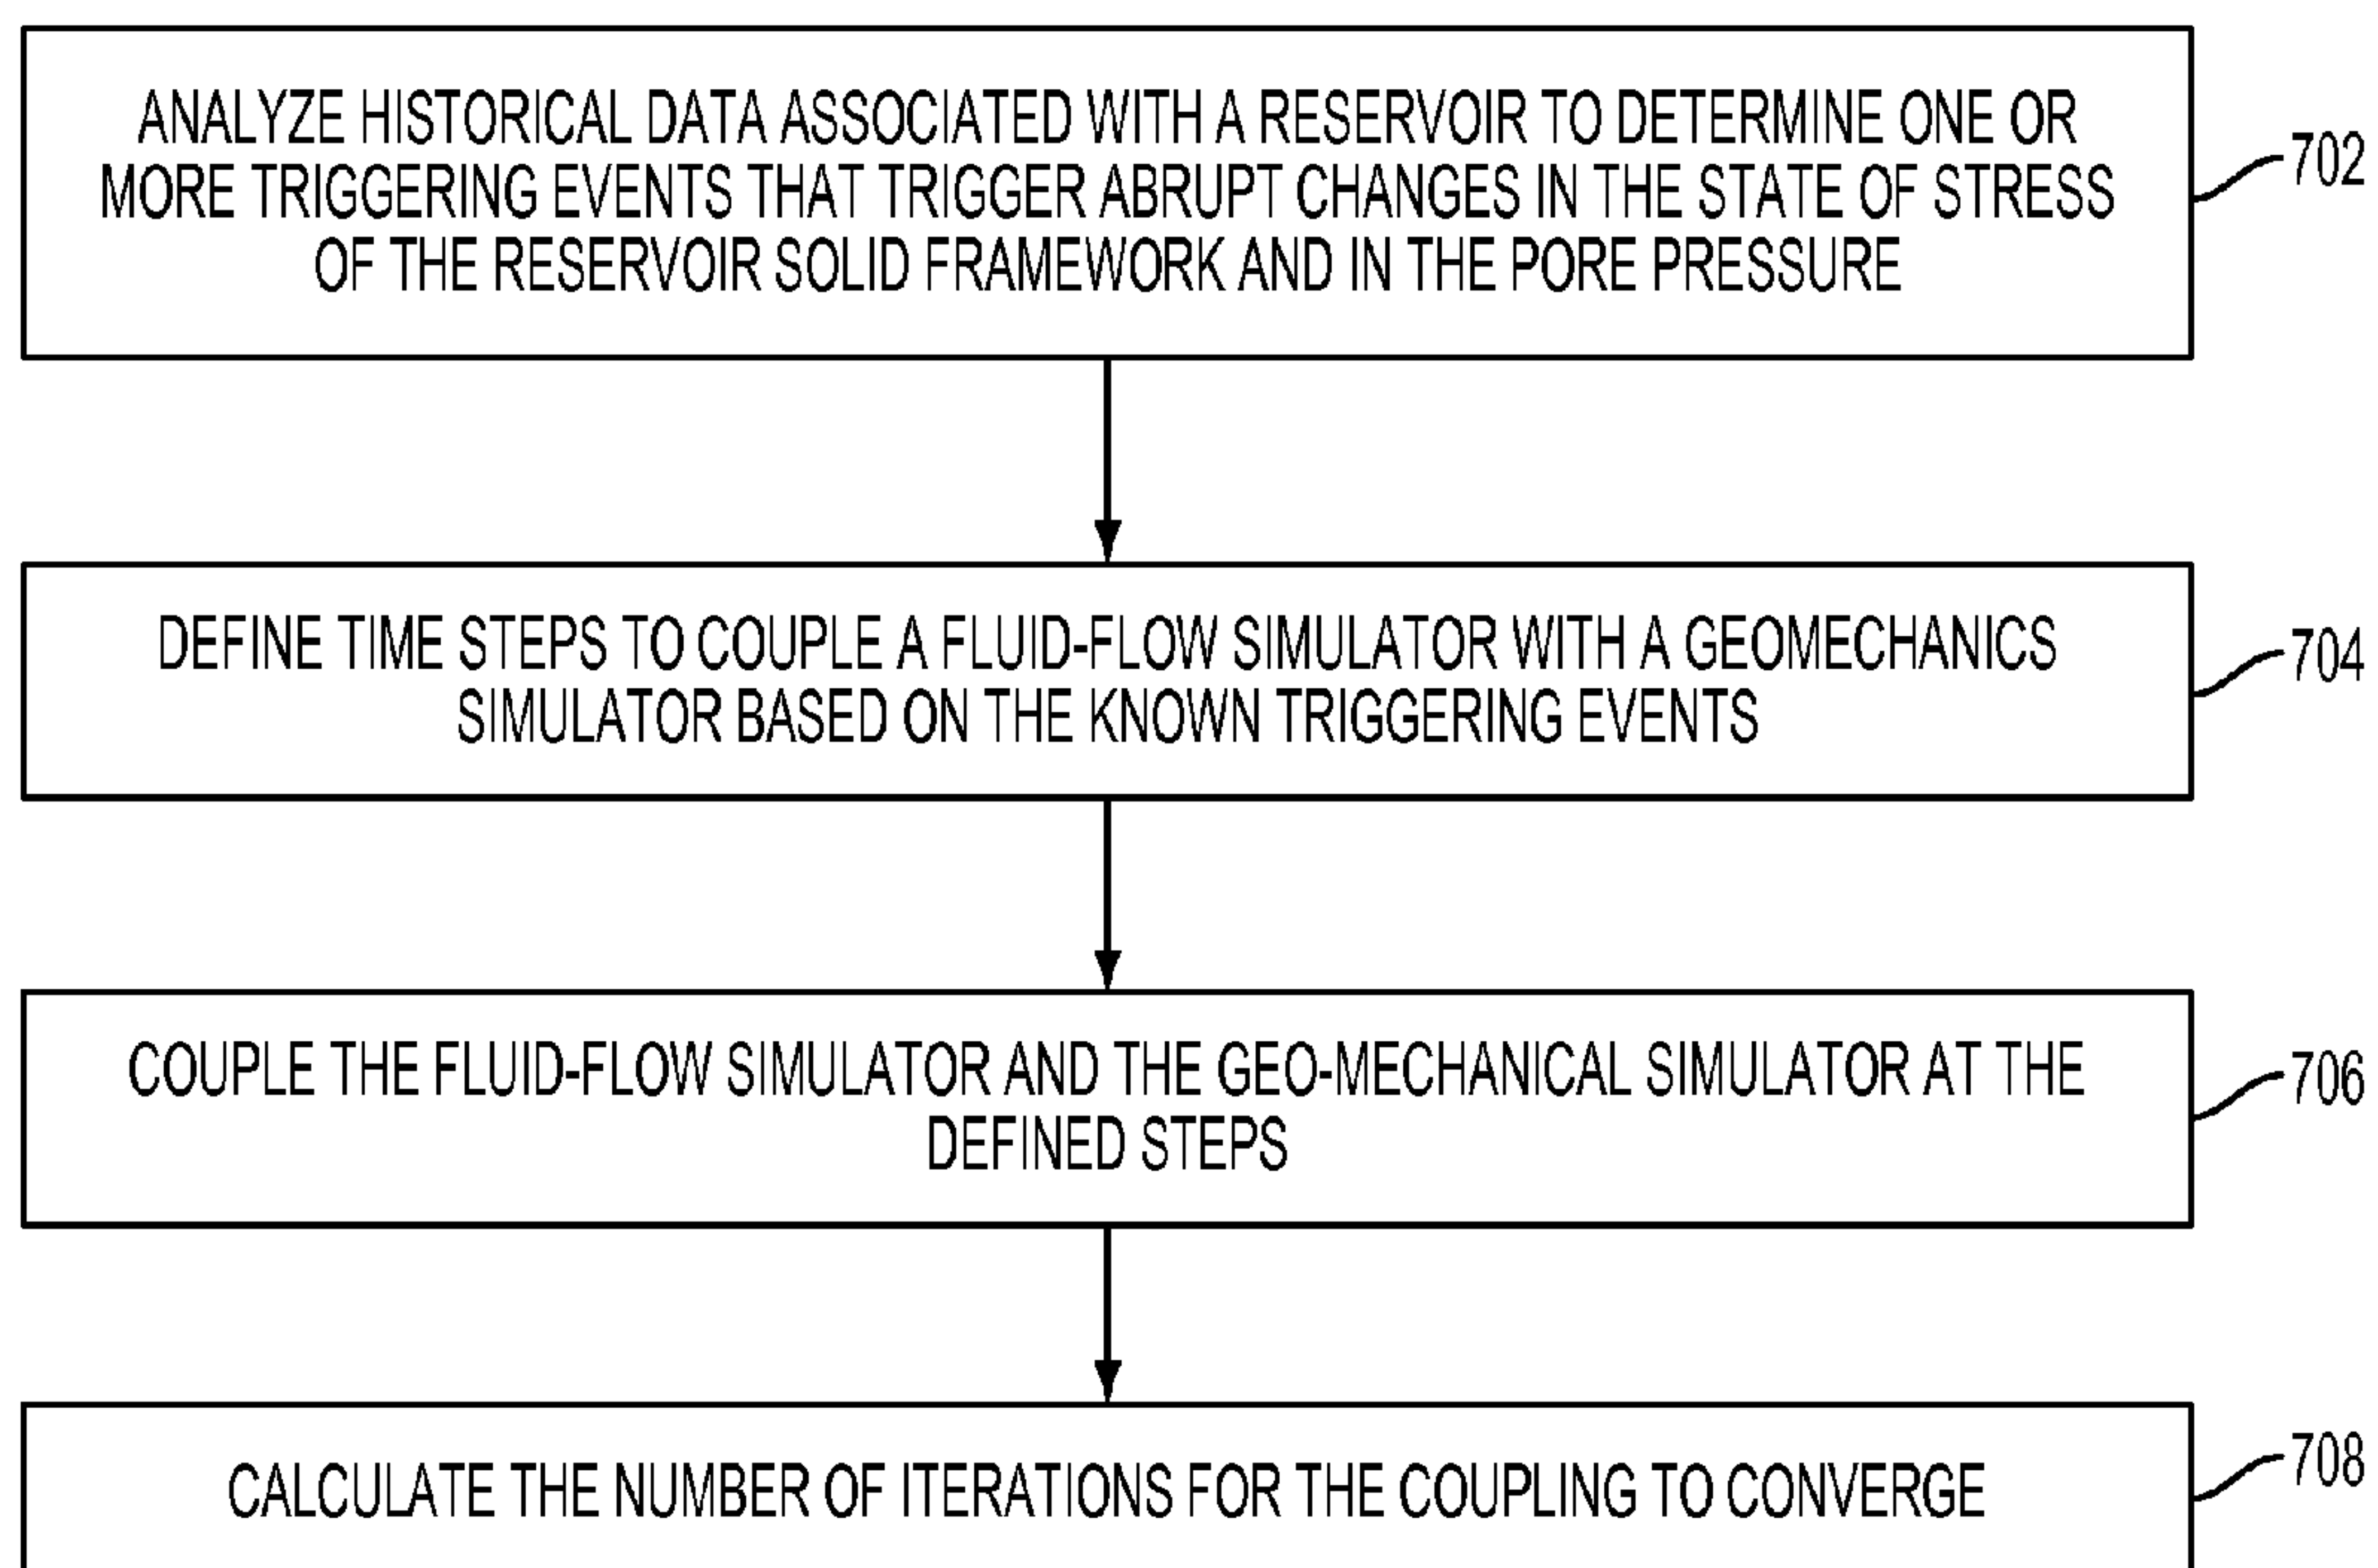 ANALYZE HISTORICAL DATA ASSOCIATED WITH A RESERVOIR TO DETERMINE ONE OR
MORE TRIGGERING EVENTS THAT TRIGGER ABRUPT CHANGES IN THE STATE OF STRESS
OF THE RESERVOIR SOLID FRAMEWORK AND IN THE PORE PRESSURE
702
DEFINE TIME STEPS TO COUPLE A FLUID-FLOW SIMULATOR WITH A GEOMECHANICS
SIMULATOR BASED ON THE KNOWN TRIGGERING EVENTS
704
COUPLE THE FLUID-FLOW SIMULATOR AND THE GEO-MECHANICAL SIMULATOR AT THE
DEFINED STEPS
706
CALCULATE THE NUMBER OF ITERATIONS FOR THE COUPLING TO CONVERGE
708